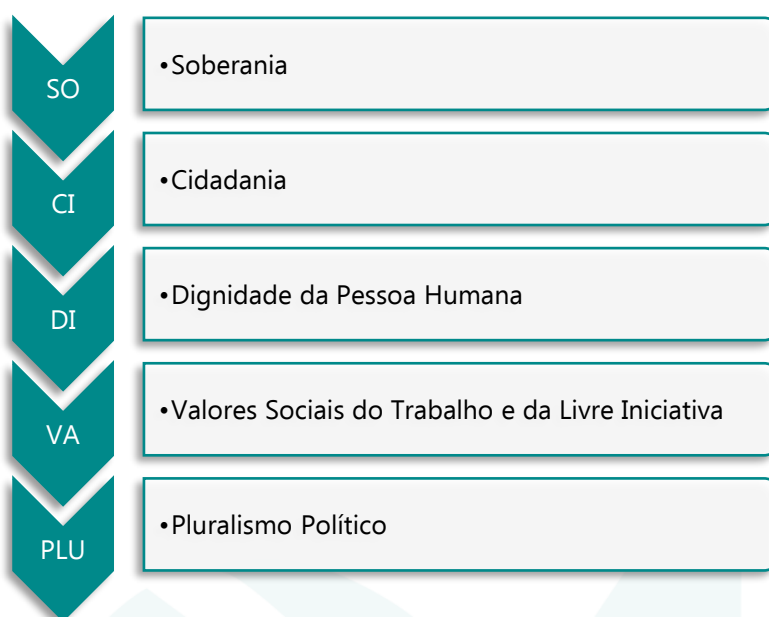 SO
•Soberania
CI
•Cidadania
DI
•Dignidade da Pessoa Humana
VA
•Valores Sociais do Trabalho e da Livre Iniciativa
PLU
•Pluralismo Político